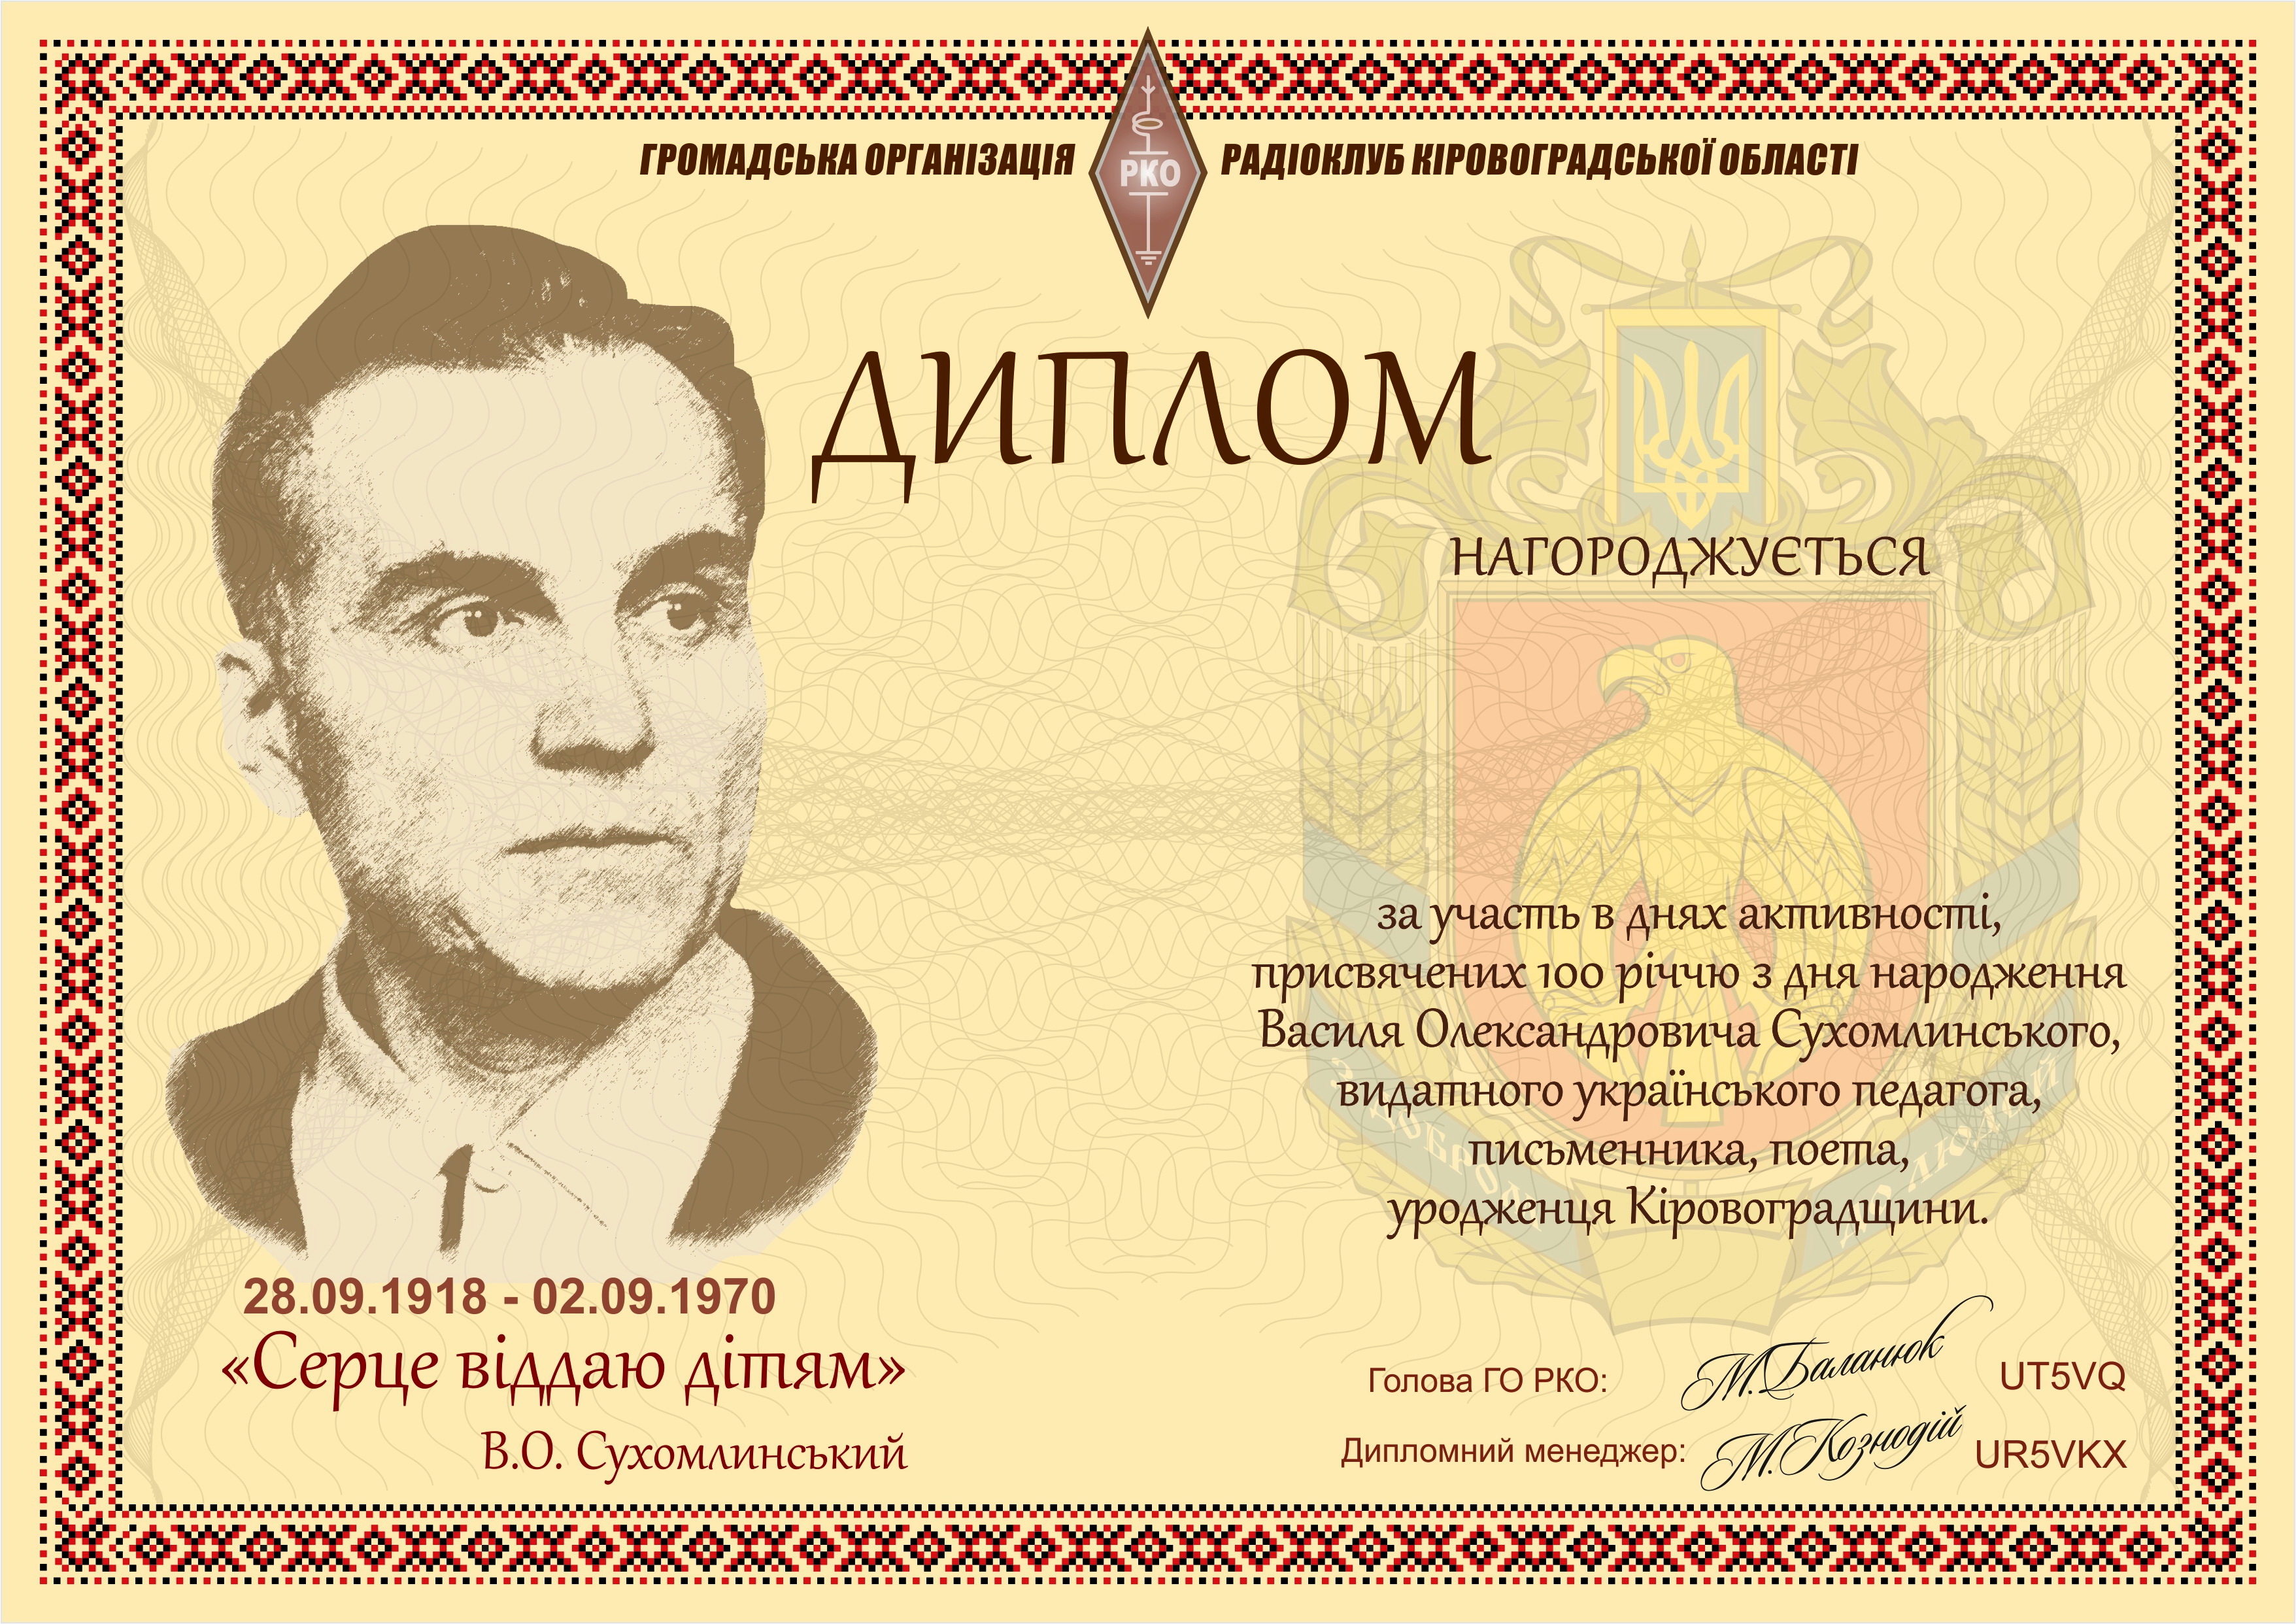 ГРОМАДСЬКА ОРГАНІЗАЦІЯ РКО РАДІОКЛУБ КІРОВОГРАДСЬКОЇ ОБЛАСТІ
ДИПЛОМ
НАГОРОДЖУЄТЬСЯ
за участь в днях активності,
присвячених 100 річчю з дня народження
Василя Олександровича Сухомлинського,
видатного українського педагога,
письменника, поета,
уродженця Кіровоградщини.
28.09.1918 - 02.09.1970
«Серце віддаю дітям»
В.О. Сухомлинський
Голова ГО РКО: М.Баланюк UT5VQ
Дипломний менеджер: М.Кознодій UR5VKX